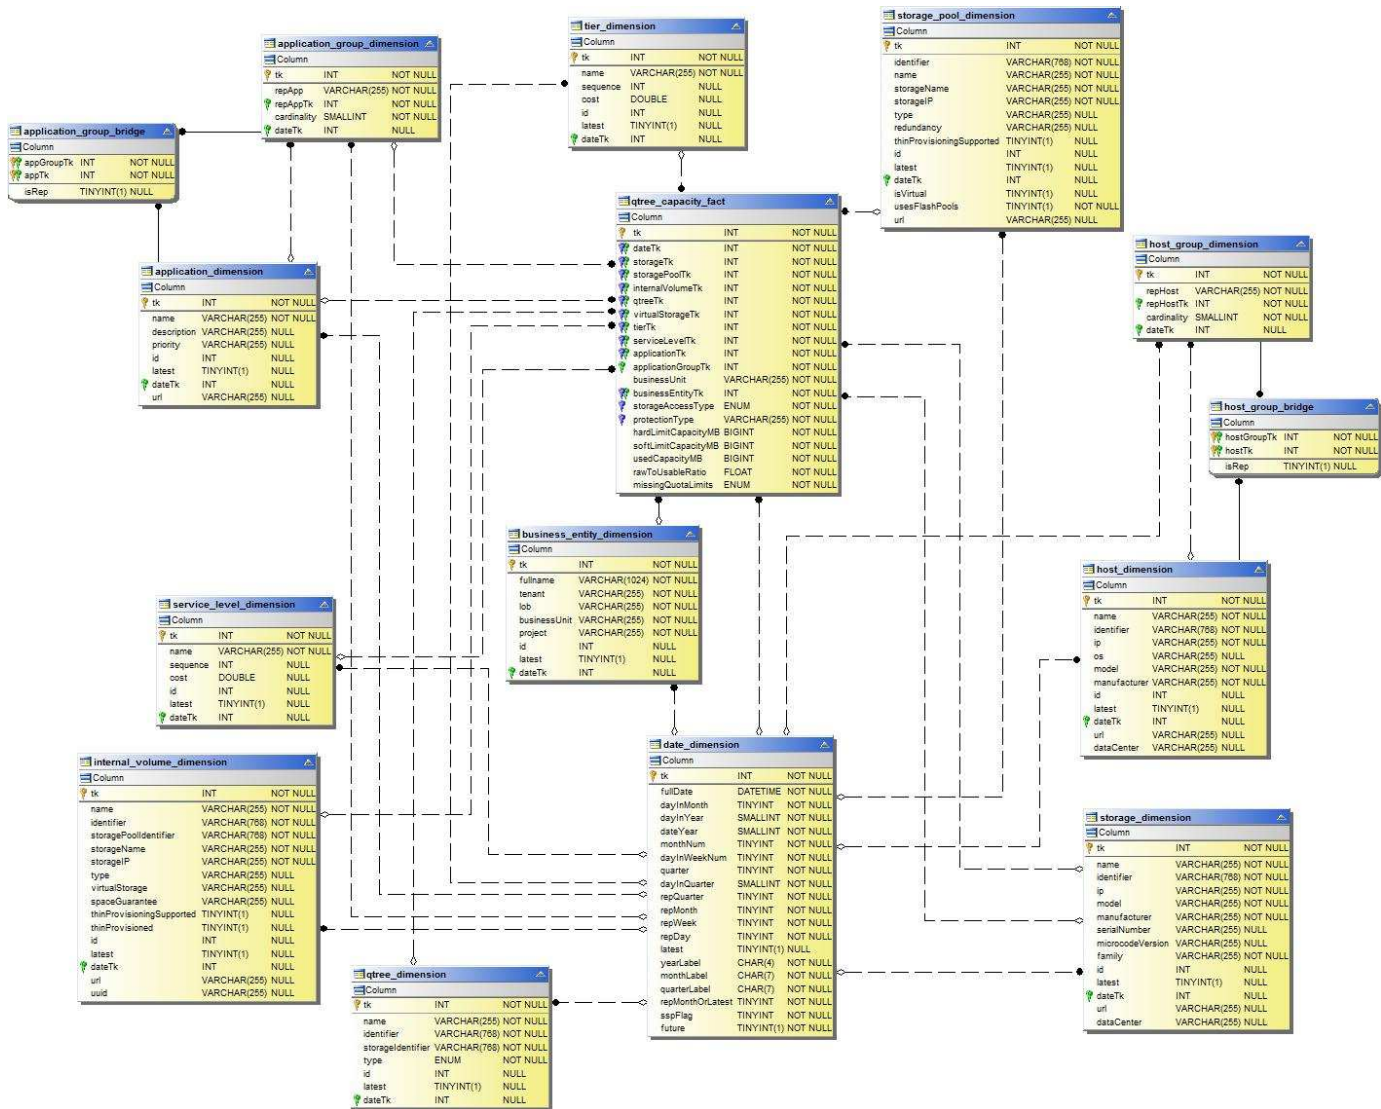 application_group_dimension
Column
tk INT NOT NULL
repApp VARCHAR(255) NOT NULL
repAppTk INT NOT NULL
cardinality SMALLINT NOT NULL
dateTk INT NULL
tier_dimension
Column
tk INT NOT NULL
name VARCHAR(255) NOT NULL
sequence INT NULL
cost DOUBLE NULL
id INT NULL
latest TINYINT(1) NULL
dateTk INT NULL
storage_pool_dimension
Column
tk INT NOT NULL
identifier VARCHAR(768) NOT NULL
name VARCHAR(255) NOT NULL
storageName VARCHAR(255) NOT NULL
storageIP VARCHAR(255) NOT NULL
type VARCHAR(255) NULL
redundancy VARCHAR(255) NULL
thinProvisioningSupported TINYINT(1) NULL
id INT NULL
latest TINYINT(1) NULL
dateTk INT NULL
isVirtual TINYINT(1) NULL
usesFlashPools TINYINT(1) NOT NULL
url VARCHAR(255) NULL
application_group_bridge
Column
appGroupTk INT NOT NULL
appTk INT NOT NULL
isRep TINYINT(1) NULL
qtree_capacity_fact
Column
tk INT NOT NULL
dateTk INT NOT NULL
storageTk INT NOT NULL
storagePoolTk INT NOT NULL
internalVolumeTk INT NOT NULL
qtreeTk INT NOT NULL
virtualStorageTk INT NOT NULL
tierTk INT NOT NULL
serviceLevelTk INT NOT NULL
applicationTk INT NOT NULL
applicationGroupTk INT NOT NULL
businessUnit VARCHAR(255) NOT NULL
businessEntityTk INT NOT NULL
storageAccessType ENUM NOT NULL
protectionType VARCHAR(255) NOT NULL
hardLimitCapacityMB BIGINT NOT NULL
softLimitCapacityMB BIGINT NOT NULL
usedCapacityMB BIGINT NOT NULL
rawToUsableRatio FLOAT NOT NULL
missingQuotaLimits ENUM NOT NULL
host_group_dimension
Column
tk INT NOT NULL
repHost VARCHAR(255) NOT NULL
repHostTk INT NOT NULL
cardinality SMALLINT NOT NULL
dateTk INT NULL
application_dimension
Column
tk INT NOT NULL
name VARCHAR(255) NOT NULL
description VARCHAR(255) NULL
priority VARCHAR(255) NULL
id INT NULL
latest TINYINT(1) NULL
dateTk INT NULL
url VARCHAR(255) NULL
host_group_bridge
Column
hostGroupTk INT NOT NULL
hostTk INT NOT NULL
isRep TINYINT(1) NULL
business_entity_dimension
Column
tk INT NOT NULL
fullname VARCHAR(1024) NOT NULL
tenant VARCHAR(255) NOT NULL
lob VARCHAR(255) NOT NULL
businessUnit VARCHAR(255) NOT NULL
project VARCHAR(255) NOT NULL
id INT NULL
latest TINYINT(1) NULL
dateTk INT NULL
host_dimension
Column
tk INT NOT NULL
name VARCHAR(255) NOT NULL
identifier VARCHAR(768) NOT NULL
ip VARCHAR(255) NOT NULL
os VARCHAR(255) NULL
model VARCHAR(255) NOT NULL
manufacturer VARCHAR(255) NOT NULL
id INT NULL
latest TINYINT(1) NULL
dateTk INT NULL
url VARCHAR(255) NULL
dataCenter VARCHAR(255) NULL
service_level_dimension
Column
tk INT NOT NULL
name VARCHAR(255) NOT NULL
sequence INT NULL
cost DOUBLE NULL
id INT NULL
latest TINYINT(1) NULL
dateTk INT NULL
date_dimension
Column
tk INT NOT NULL
fullDate DATETIME NOT NULL
dayInMonth TINYINT NOT NULL
dayInYear SMALLINT NOT NULL
dateYear SMALLINT NOT NULL
monthNum TINYINT NOT NULL
dayInWeekNum TINYINT NOT NULL
quarter TINYINT NOT NULL
dayInQuarter SMALLINT NOT NULL
repQuarter TINYINT NOT NULL
repMonth TINYINT NOT NULL
repWeek TINYINT NOT NULL
repDay TINYINT NOT NULL
latest TINYINT(1) NULL
yearLabel CHAR(4) NOT NULL
monthLabel CHAR(7) NOT NULL
quarterLabel CHAR(7) NOT NULL
repMonthOrLatest TINYINT NOT NULL
sspFlag TINYINT NOT NULL
future TINYINT(1) NOT NULL
internal_volume_dimension
Column
tk INT NOT NULL
name VARCHAR(255) NOT NULL
identifier VARCHAR(768) NOT NULL
storagePoolIdentifier VARCHAR(768) NOT NULL
storageName VARCHAR(255) NOT NULL
storageIP VARCHAR(255) NOT NULL
type VARCHAR(255) NULL
virtualStorage VARCHAR(255) NULL
spaceGuarantee VARCHAR(255) NULL
thinProvisioningSupported TINYINT(1) NULL
thinProvisioned TINYINT(1) NULL
id INT NULL
latest TINYINT(1) NULL
dateTk INT NULL
url VARCHAR(255) NULL
uuid VARCHAR(255) NULL
storage_dimension
Column
tk INT NOT NULL
name VARCHAR(255) NOT NULL
identifier VARCHAR(768) NOT NULL
ip VARCHAR(255) NOT NULL
model VARCHAR(255) NOT NULL
manufacturer VARCHAR(255) NOT NULL
serialNumber VARCHAR(255) NULL
microcodeVersion VARCHAR(255) NULL
family VARCHAR(255) NOT NULL
id INT NULL
latest TINYINT(1) NULL
dateTk INT NULL
url VARCHAR(255) NULL
dataCenter VARCHAR(255) NULL
qtree_dimension
Column
tk INT NOT NULL
name VARCHAR(255) NOT NULL
identifier VARCHAR(768) NOT NULL
storageIdentifier VARCHAR(768) NOT NULL
type ENUM NOT NULL
id INT NULL
latest TINYINT(1) NULL
dateTk INT NULL